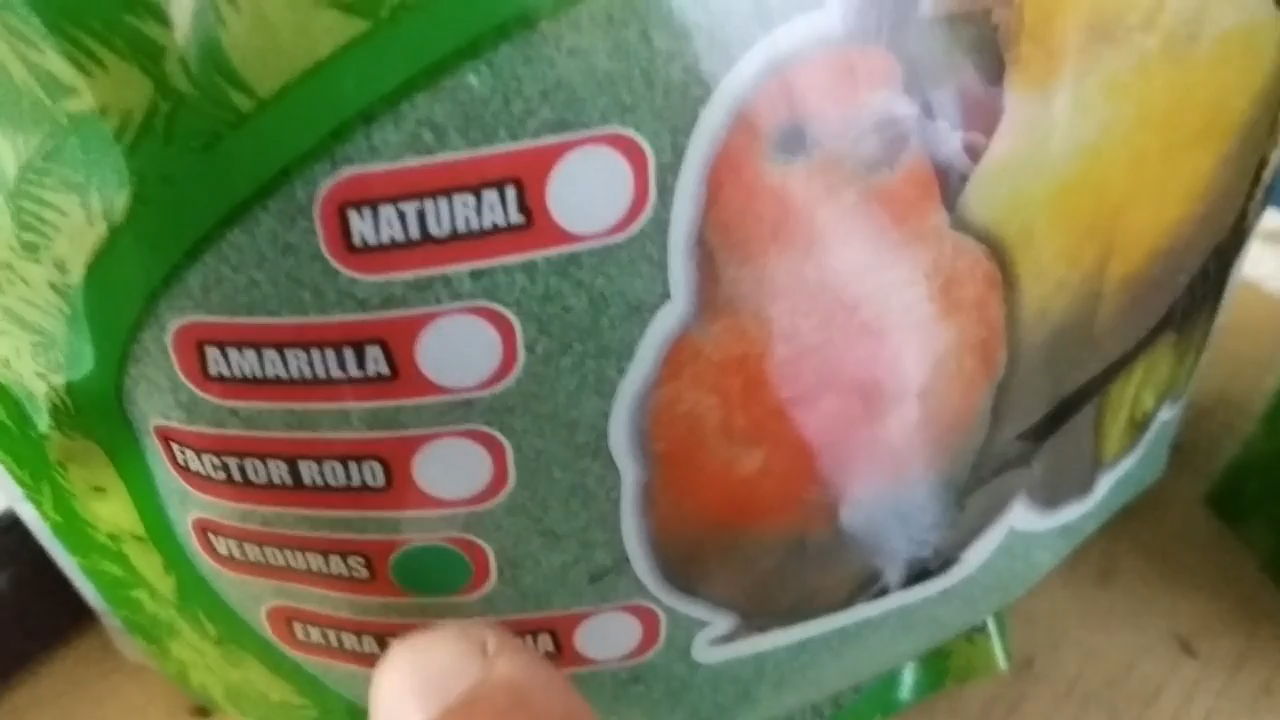 NATURAL
AMARILLA
FACTOR ROJO
VERDURAS
EXTRA